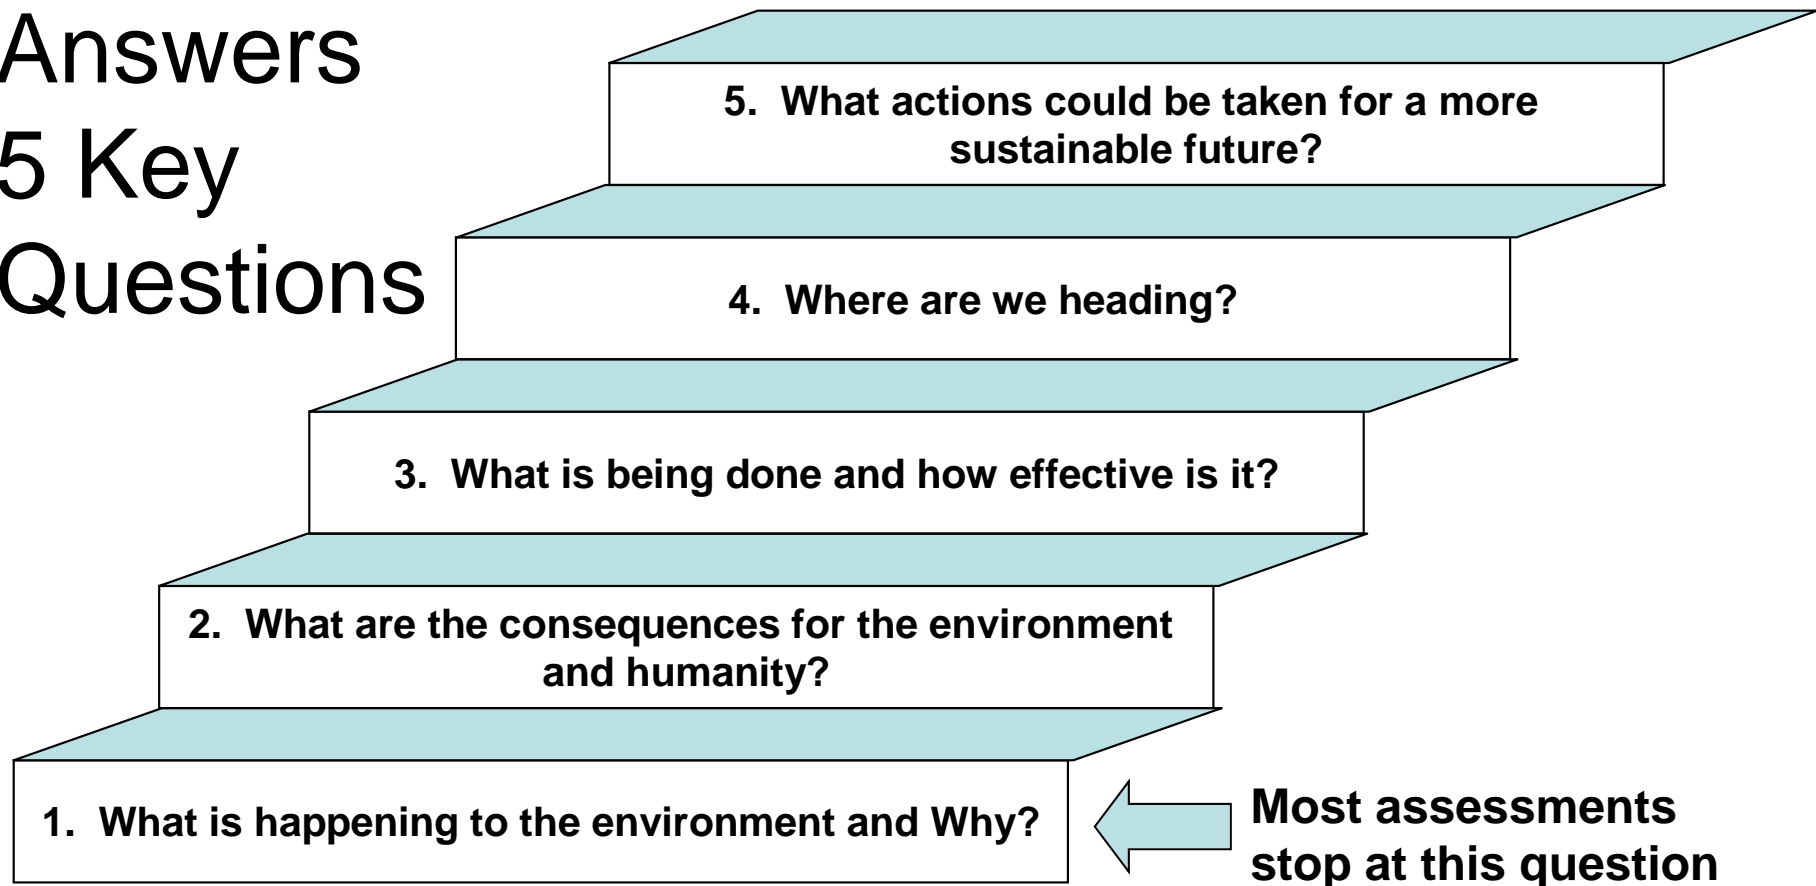 Answers
5 Key
Questions
5. What actions could be taken for a more
sustainable future?
4. Where are we heading?
3. What is being done and how effective is it?
2. What are the consequences for the environment
and humanity?
1. What is happening to the environment and Why?
Most assessments
stop at this question